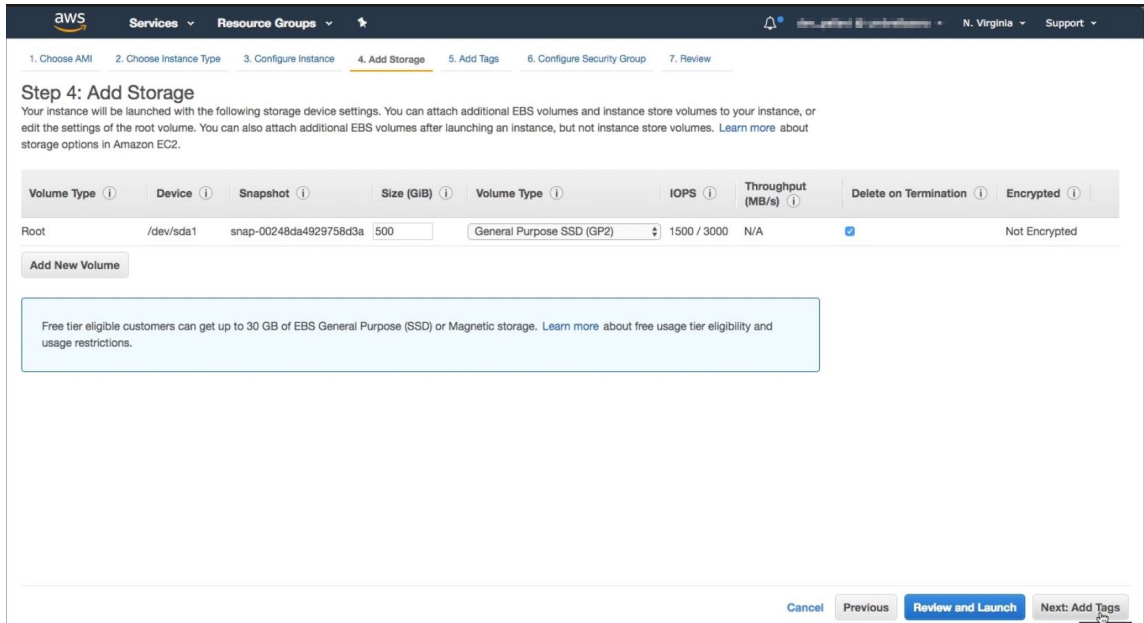 aws Services Resource Groups N. Virginia Support
1. Choose AMI 2. Choose Instance Type 3. Configure Instance 4. Add Storage 5. Add Tags 6. Configure Security Group 7. Review
Step 4: Add Storage
Your instance will be launched with the following storage device settings. You can attach additional EBS volumes and instance store volumes to your instance, or
edit the settings of the root volume. You can also attach additional EBS volumes after launching an instance, but not instance store volumes. Learn more about
storage options in Amazon EC2.
Volume Type Device Snapshot Size (GiB) Volume Type IOPS Throughput (MB/s) Delete on Termination Encrypted
Root /dev/sda1 snap-00248da4929758d3a 500 General Purpose SSD (GP2) 1500 / 3000 N/A Not Encrypted
Add New Volume
Free tier eligible customers can get up to 30 GB of EBS General Purpose (SSD) or Magnetic storage. Learn more about free usage tier eligibility and
usage restrictions.
Cancel Previous Review and Launch Next: Add Tags